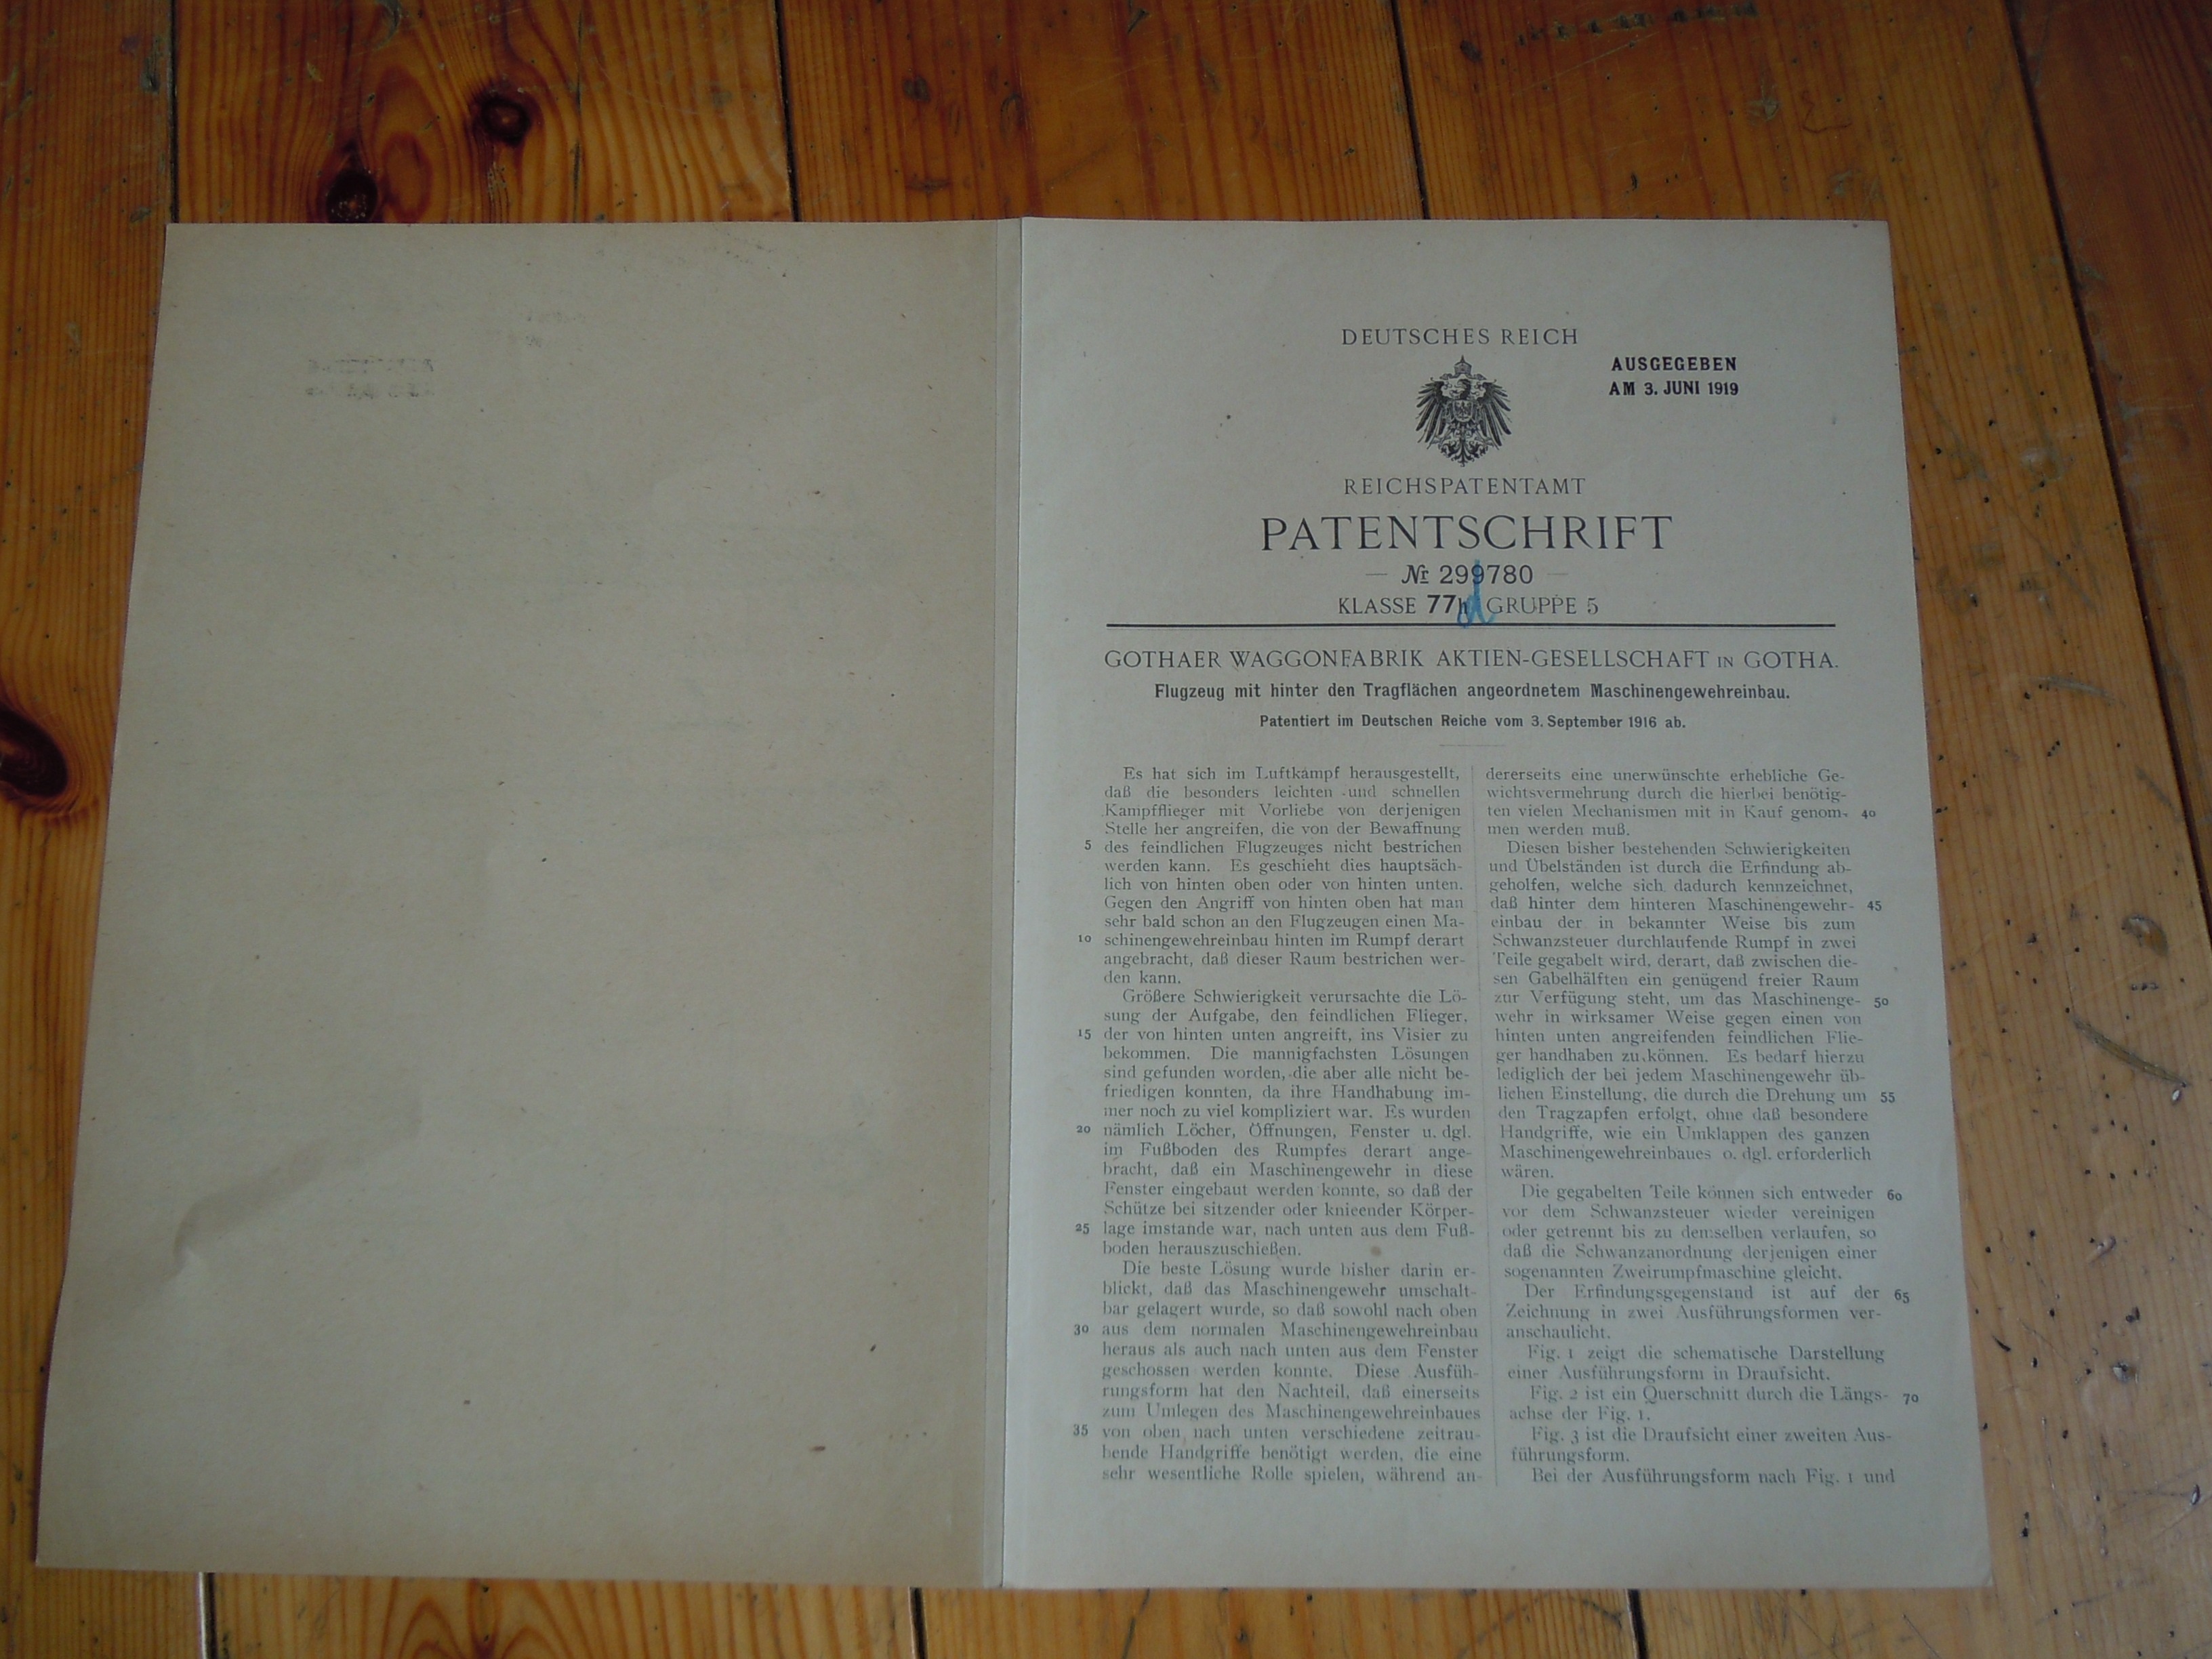 DEUTSCHES REICH
AUSGEGEBEN
AM 3. JUNI 1919
REICHSPATENTAMT
PATENTSCHRIFT
— № 299780 —
KLASSE 77h d GRUPPE 5
GOTHAER WAGGONFABRIK AKTIEN-GESELLSCHAFT IN GOTHA.
Flugzeug mit hinter den Tragflächen angeordnetem Maschinengewehreinbau.
Patentiert im Deutschen Reiche vom 3. September 1916 ab.
Es hat sich im Luftkampf herausgestellt,
daß die besonders leichten und schnellen
Kampfflieger mit Vorliebe von derjenigen
Stelle her angreifen, die von der Bewaffnung
5 des feindlichen Flugzeuges nicht bestrichen
werden kann. Es geschieht dies hauptsäch-
lich von hinten oben oder von hinten unten.
Gegen den Angriff von hinten oben hat man
sehr bald schon an den Flugzeugen einen Ma-
10 schinengewehreinbau hinten im Rumpf derart
angebracht, daß dieser Raum bestrichen wer-
den kann.
Größere Schwierigkeit verursachte die Lö-
sung der Aufgabe, den feindlichen Flieger,
15 der von hinten unten angreift, ins Visier zu
bekommen. Die mannigfachsten Lösungen
sind gefunden worden, die aber alle nicht be-
friedigen konnten, da ihre Handhabung im-
mer noch zu viel kompliziert war. Es wurden
20 nämlich Löcher, Öffnungen, Fenster u. dgl.
im Fußboden des Rumpfes derart ange-
bracht, daß ein Maschinengewehr in diese
Fenster eingebaut werden konnte, so daß der
Schütze bei sitzender oder knieender Körper-
25 lage imstande war, nach unten aus dem Fuß-
boden herauszuschießen.
Die beste Lösung wurde bisher darin er-
blickt, daß das Maschinengewehr umschalt-
bar gelagert wurde, so daß sowohl nach oben
30 aus dem normalen Maschinengewehreinbau
heraus als auch nach unten aus dem Fenster
geschossen werden konnte. Diese Ausfüh-
rungsform hat den Nachteil, daß einerseits
zum Umlegen des Maschinengewehreinbaues
35 von oben nach unten verschiedene zeitrau-
bende Handgriffe benötigt werden, die eine
sehr wesentliche Rolle spielen, während an-
dererseits eine unerwünschte erhebliche Ge-
wichtsvermehrung durch die hierbei benötig-
ten vielen Mechanismen mit in Kauf genom- 40
men werden muß.
Diesen bisher bestehenden Schwierigkeiten
und Übelständen ist durch die Erfindung ab-
geholfen, welche sich dadurch kennzeichnet,
daß hinter dem hinteren Maschinengewehr- 45
einbau der in bekannter Weise bis zum
Schwanzsteuer durchlaufende Rumpf in zwei
Teile gegabelt wird, derart, daß zwischen die-
sen Gabelhälften ein genügend freier Raum
zur Verfügung steht, um das Maschinenge- 50
wehr in wirksamer Weise gegen einen von
hinten unten angreifenden feindlichen Flie-
ger handhaben zu können. Es bedarf hierzu
lediglich der bei jedem Maschinengewehr üb-
lichen Einstellung, die durch die Drehung um 55
den Tragzapfen erfolgt, ohne daß besondere
Handgriffe, wie ein Umklappen des ganzen
Maschinengewehreinbaues o. dgl. erforderlich
wären.
Die gegabelten Teile können sich entweder 60
vor dem Schwanzsteuer wieder vereinigen
oder getrennt bis zu demselben verlaufen, so
daß die Schwanzanordnung derjenigen einer
sogenannten Zweirumpfmaschine gleicht.
Der Erfindungsgegenstand ist auf der 65
Zeichnung in zwei Ausführungsformen ver-
anschaulicht.
Fig. 1 zeigt die schematische Darstellung
einer Ausführungsform in Draufsicht.
Fig. 2 ist ein Querschnitt durch die Längs- 70
achse der Fig. 1.
Fig. 3 ist die Draufsicht einer zweiten Aus-
führungsform.
Bei der Ausführungsform nach Fig. 1 und